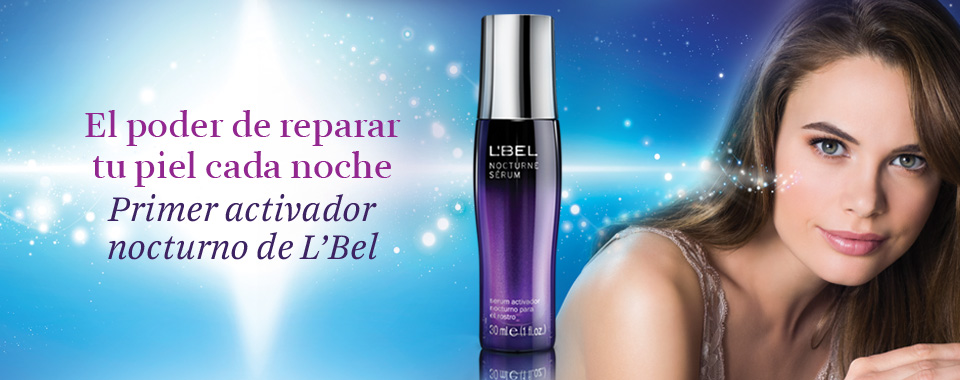 El poder de reparar
tu piel cada noche
Primer activador
nocturno de L’Bel
L'BEL
NOCTURNE
SÉRUM
sérum activador
nocturno para
el rostro
30 ml e (1 fl.oz.)